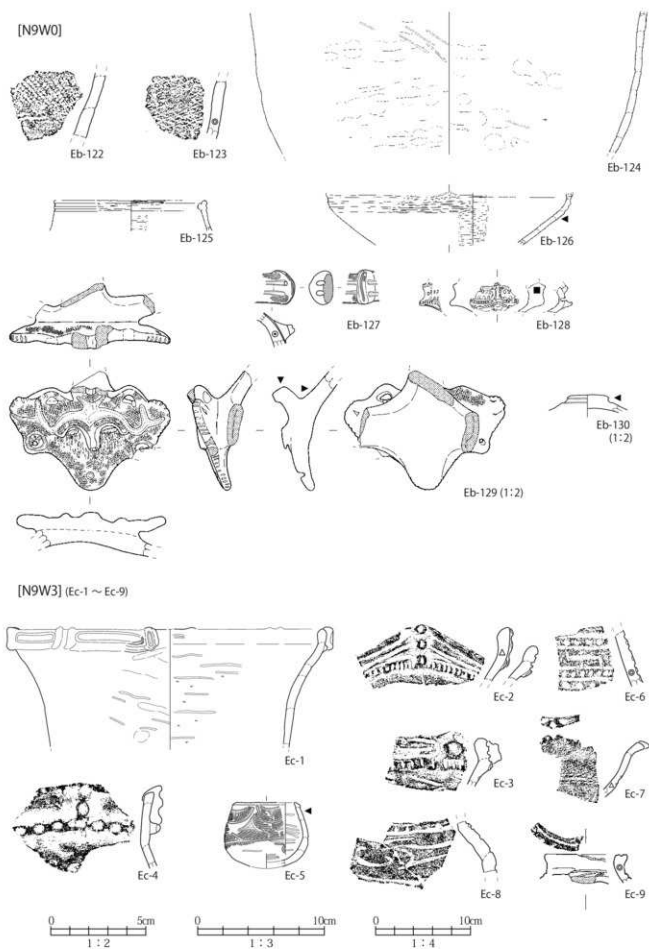 [N9W0]
Eb-122
Eb-123
Eb-124
Eb-125
Eb-126
Eb-127
Eb-128
Eb-129 (1:2)
Eb-130
(1:2)
[N9W3] (Ec-1 ～ Ec-9)
Ec-1
Ec-2
Ec-6
Ec-3
Ec-7
Ec-4
Ec-5
Ec-8
Ec-9
0 5cm
1：2
0 10cm
1：3
0 10cm
1：4